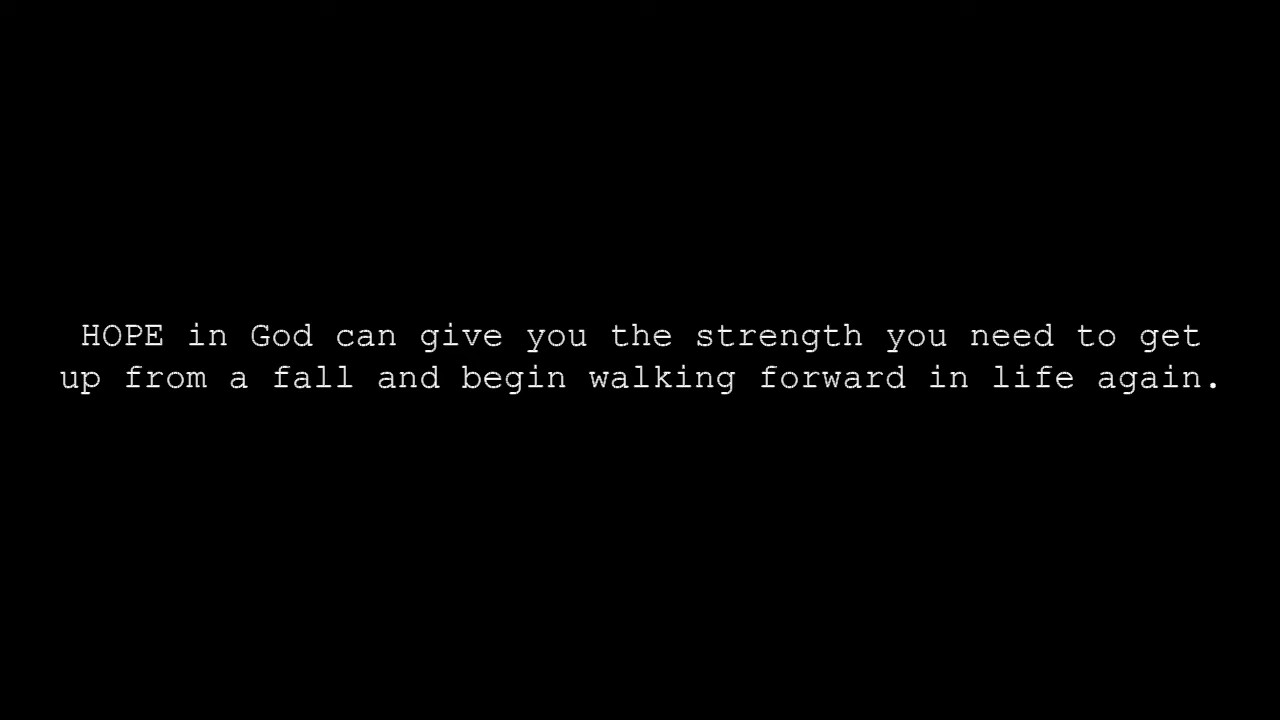 HOPE in God can give you the strength you need to get
up from a fall and begin walking forward in life again.